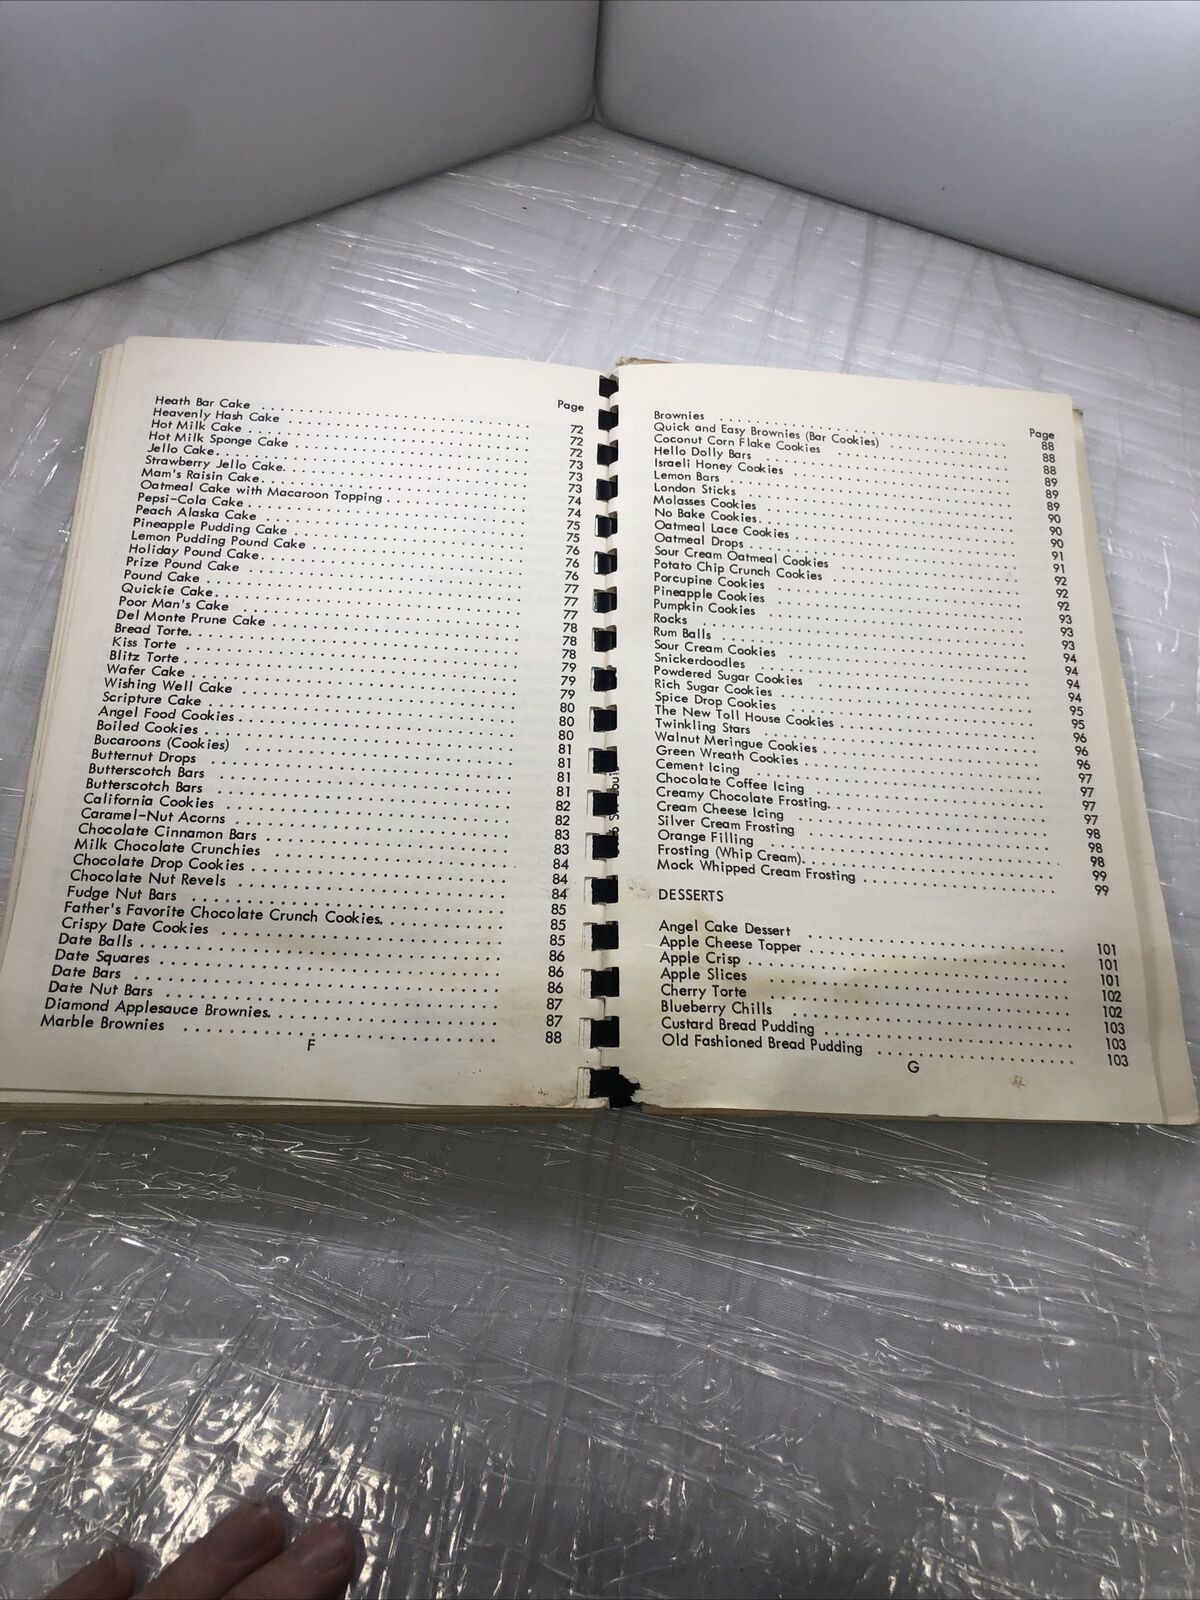 Page
Heath Bar Cake 72
Heavenly Hash Cake 72
Hot Milk Cake 72
Hot Milk Sponge Cake 73
Jello Cake 73
Strawberry Jello Cake. 73
Mam's Raisin Cake. 74
Oatmeal Cake with Macaroon Topping 74
Pepsi-Cola Cake 75
Peach Alaska Cake 75
Pineapple Pudding Cake 76
Lemon Pudding Pound Cake 76
Holiday Pound Cake. 76
Prize Pound Cake 77
Pound Cake 77
Quickie Cake. 77
Poor Man's Cake 78
Del Monte Prune Cake 78
Bread Torte. 78
Kiss Torte 79
Blitz Torte 79
Wafer Cake 79
Wishing Well Cake 80
Scripture Cake 80
Angel Food Cookies 80
Boiled Cookies 81
Bucaroons (Cookies) 81
Butternut Drops 81
Butterscotch Bars 81
Butterscotch Bars 82
California Cookies 82
Caramel-Nut Acorns 83
Chocolate Cinnamon Bars 83
Milk Chocolate Crunchies 84
Chocolate Drop Cookies 84
Chocolate Nut Revels 84
Fudge Nut Bars 85
Father's Favorite Chocolate Crunch Cookies. 85
Crispy Date Cookies 85
Date Balls 86
Date Squares 86
Date Bars 86
Date Nut Bars 87
Diamond Applesauce Brownies. 87
Marble Brownies 88
F
Page
Brownies 88
Quick and Easy Brownies (Bar Cookies) 88
Coconut Corn Flake Cookies 88
Hello Dolly Bars 89
Israeli Honey Cookies 89
Lemon Bars 89
London Sticks 90
Molasses Cookies 90
No Bake Cookies. 90
Oatmeal Lace Cookies 91
Oatmeal Drops 91
Sour Cream Oatmeal Cookies 92
Potato Chip Crunch Cookies 92
Porcupine Cookies 92
Pineapple Cookies 93
Pumpkin Cookies 93
Rocks 93
Rum Balls 94
Sour Cream Cookies 94
Snickerdoodles 94
Powdered Sugar Cookies 94
Rich Sugar Cookies 95
Spice Drop Cookies 95
The New Toll House Cookies 96
Twinkling Stars 96
Walnut Meringue Cookies 96
Green Wreath Cookies 97
Cement Icing 97
Chocolate Coffee Icing 97
Creamy Chocolate Frosting. 97
Cream Cheese Icing 98
Silver Cream Frosting 98
Orange Filling 98
Frosting (Whip Cream). 99
Mock Whipped Cream Frosting 99
DESSERTS
Angel Cake Dessert 101
Apple Cheese Topper 101
Apple Crisp 101
Apple Slices 102
Cherry Torte 102
Blueberry Chills 103
Custard Bread Pudding 103
Old Fashioned Bread Pudding 103
G